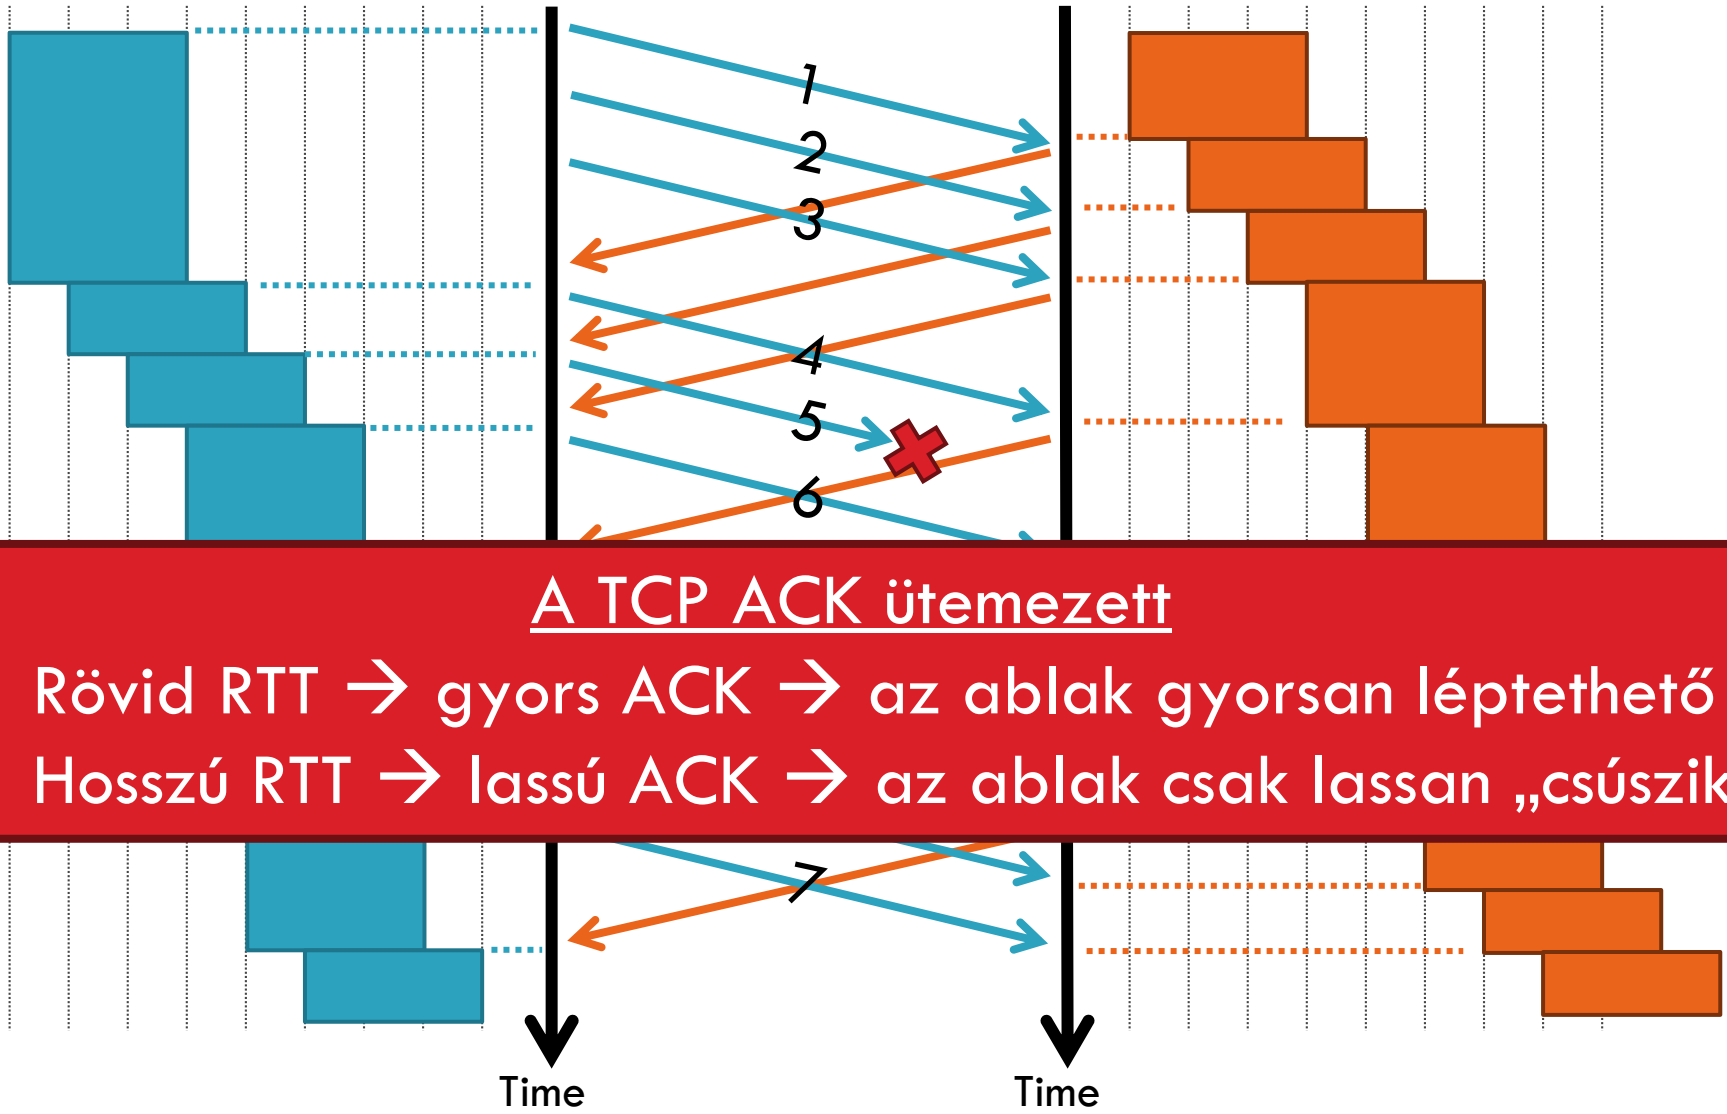 1
2
3
4
5
6
A TCP ACK ütemezett
Rövid RTT → gyors ACK → az ablak gyorsan léptethető
Hosszú RTT → lassú ACK → az ablak csak lassan „csúszik
7
Time Time